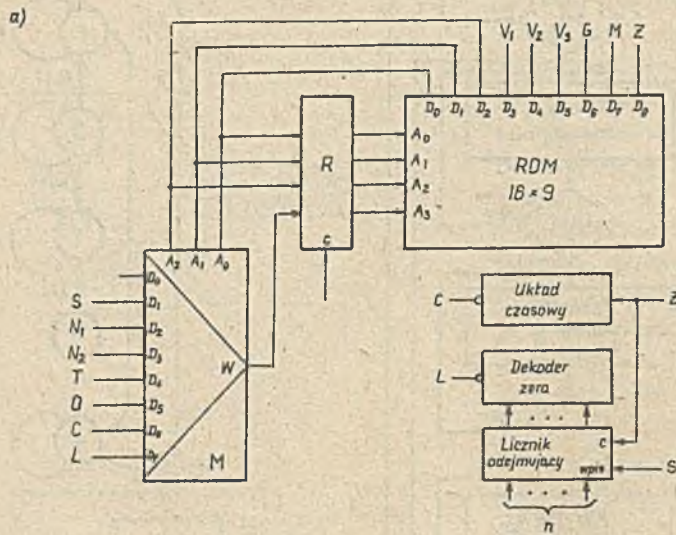 a)
V₁ V₂ V₃ G M Z
D₀ D₁ D₂ D₃ D₄ D₅ D₆ D₇ D₈
R
A₀
A₁
A₂
A₃
RDM
16 × 9
c
A₂ A₁ A₀
D₀
S D₁
N₁ D₂
N₂ D₃
T D₄
O D₅
C D₆
L D₇
W
M
C Układ czasowy Z
L Dekoder zera
. . .
Licznik odejmujący
c
wpis S
. . .
n